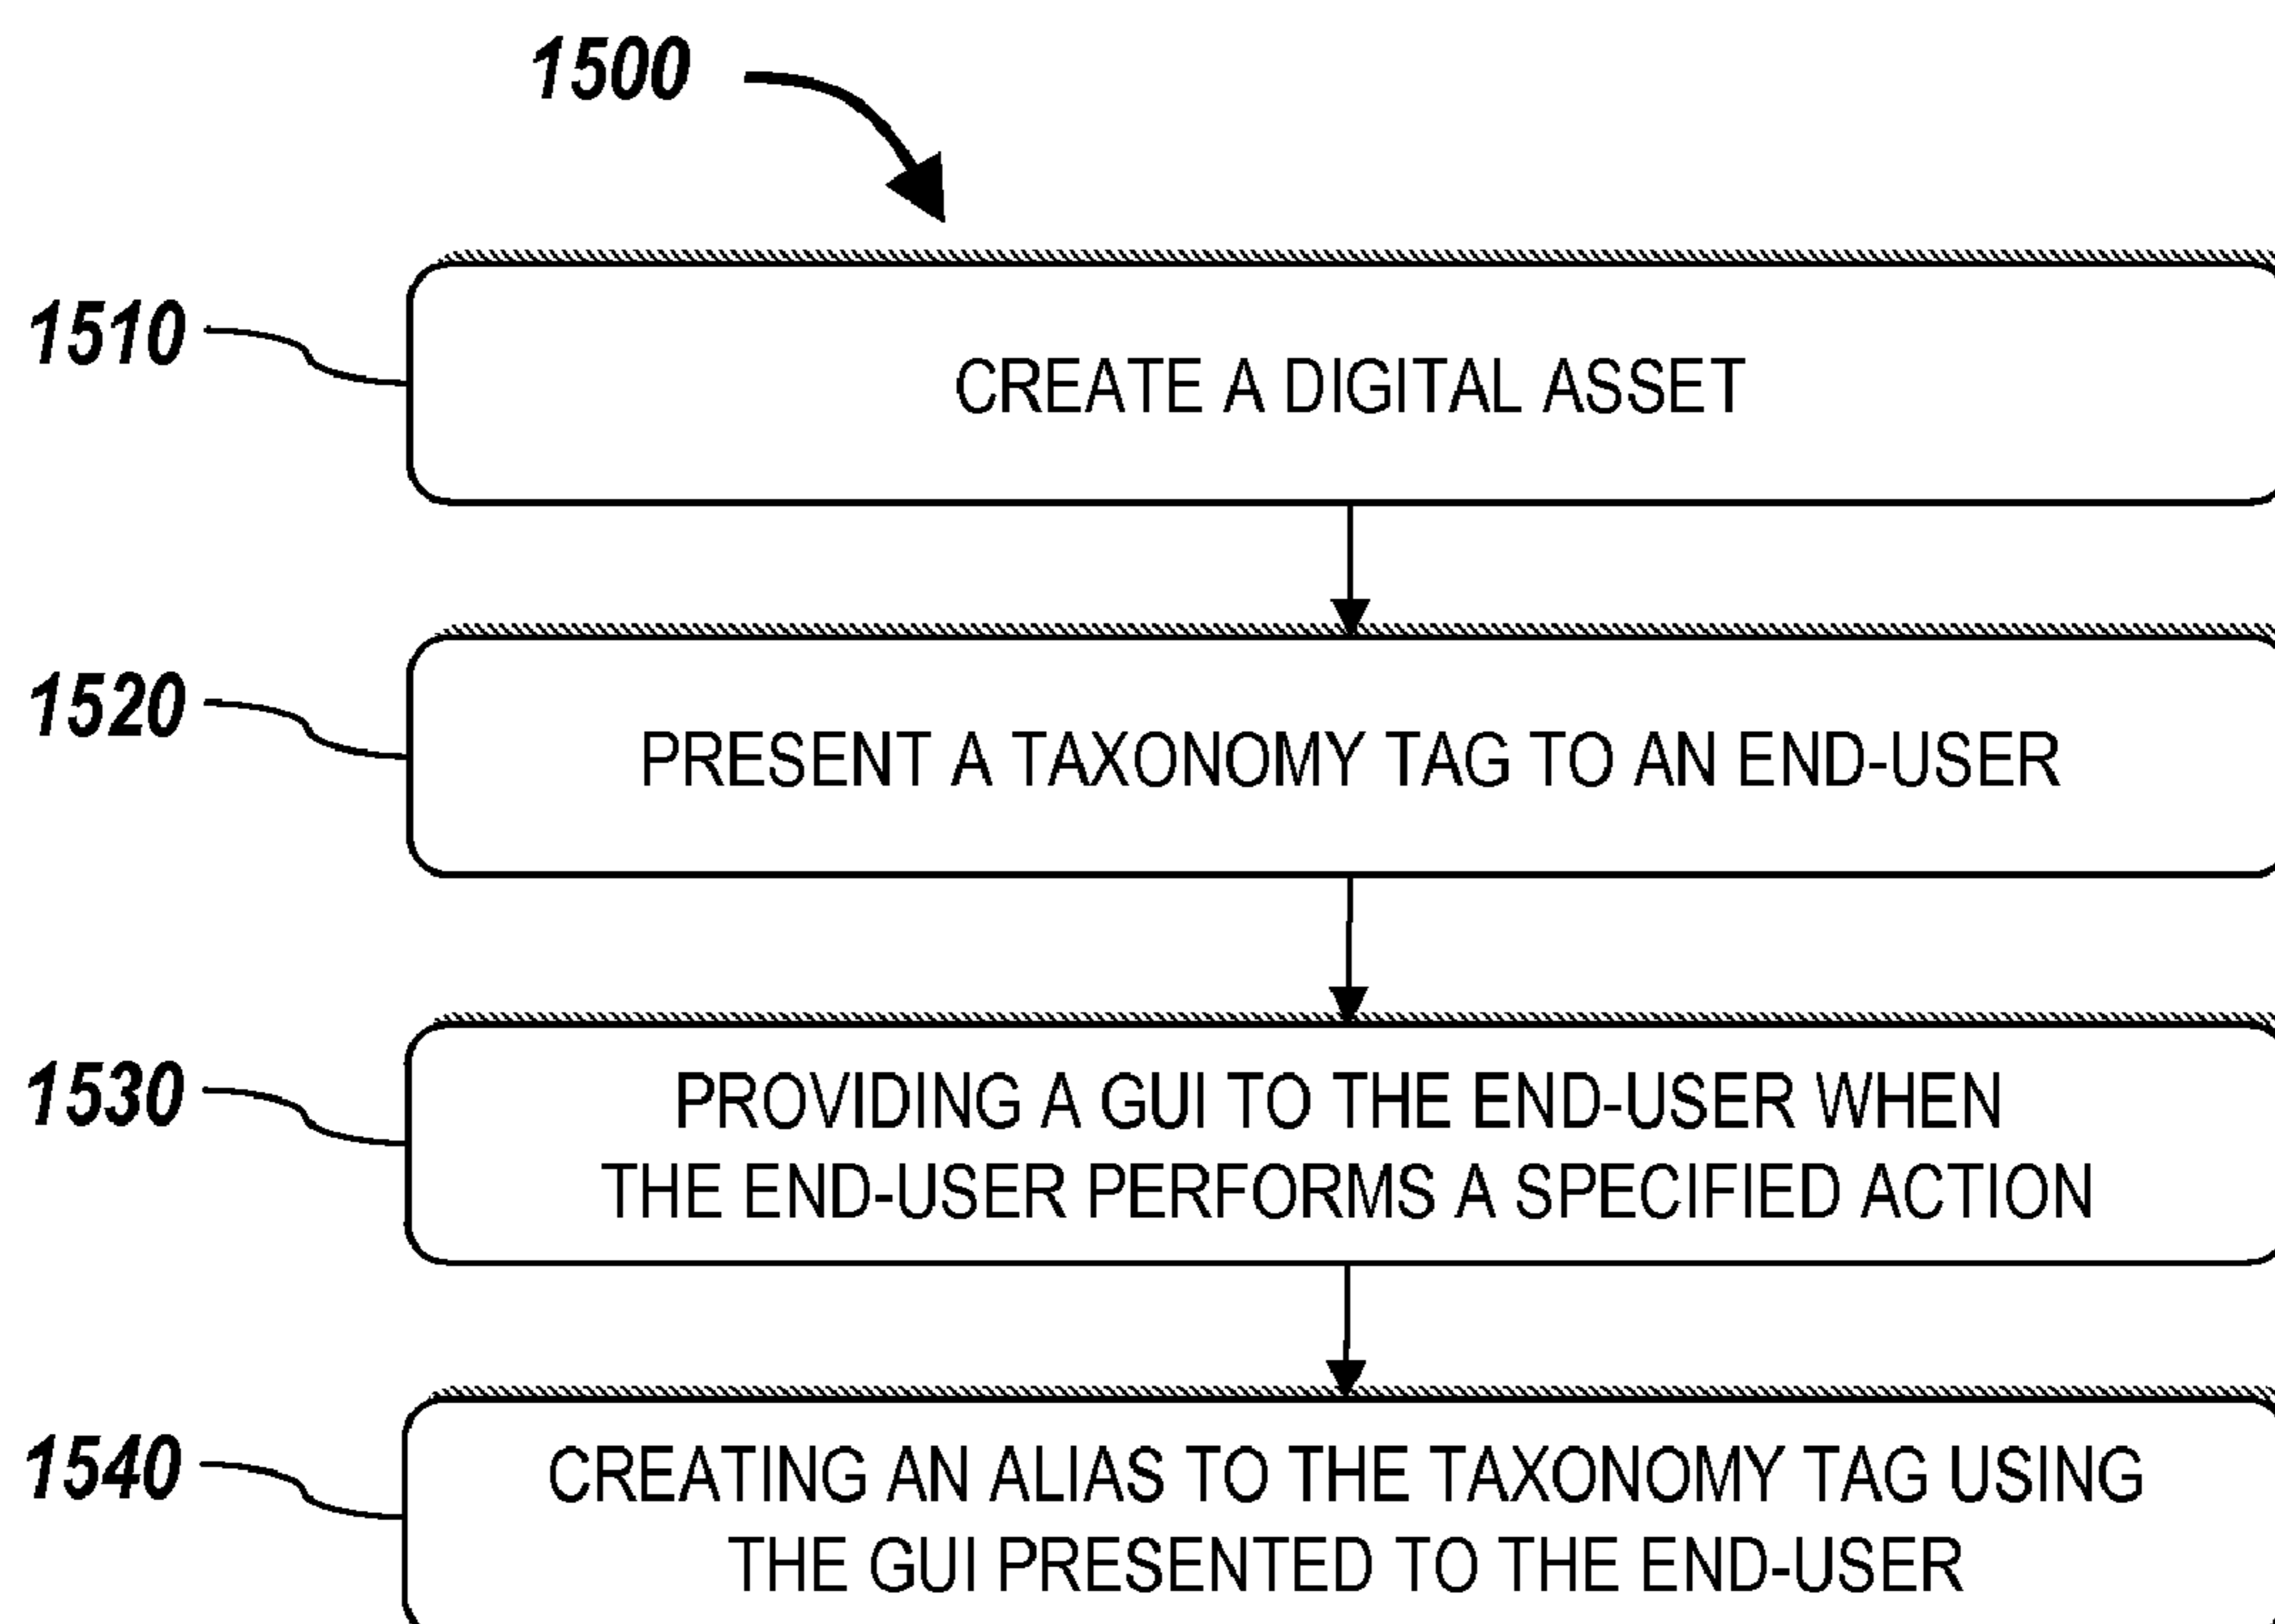 1500
1510
CREATE A DIGITAL ASSET
1520
PRESENT A TAXONOMY TAG TO AN END-USER
1530
PROVIDING A GUI TO THE END-USER WHEN
THE END-USER PERFORMS A SPECIFIED ACTION
1540
CREATING AN ALIAS TO THE TAXONOMY TAG USING
THE GUI PRESENTED TO THE END-USER